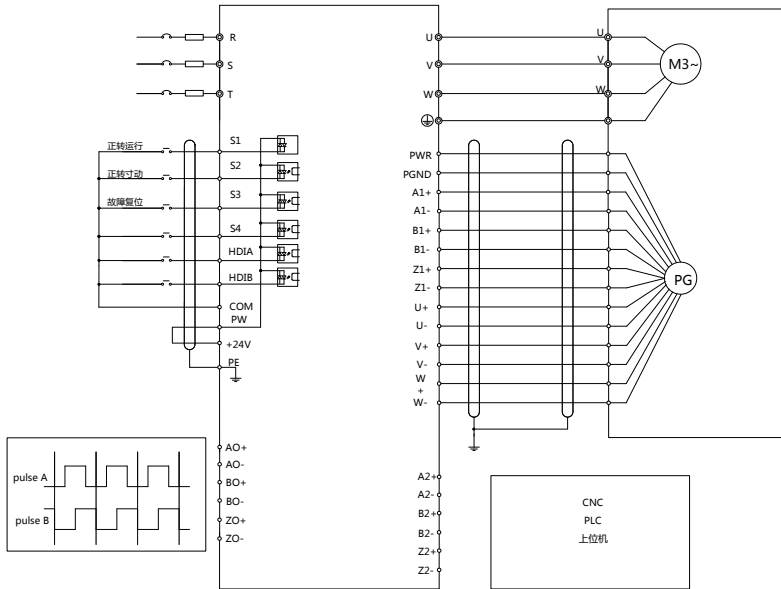 R
S
T
正转运行
正转寸动
故障复位
S1
S2
S3
S4
HDIA
HDIB
COM
PW
+24V
PE
AO+
AO-
BO+
BO-
ZO+
ZO-
pulse A
pulse B
U
V
W
PWR
PGND
A1+
A1-
B1+
B1-
Z1+
Z1-
U+
U-
V+
V-
W
+
W-
A2+
A2-
B2+
B2-
Z2+
Z2-
U
V
W
M3~
PG
CNC
PLC
上位机